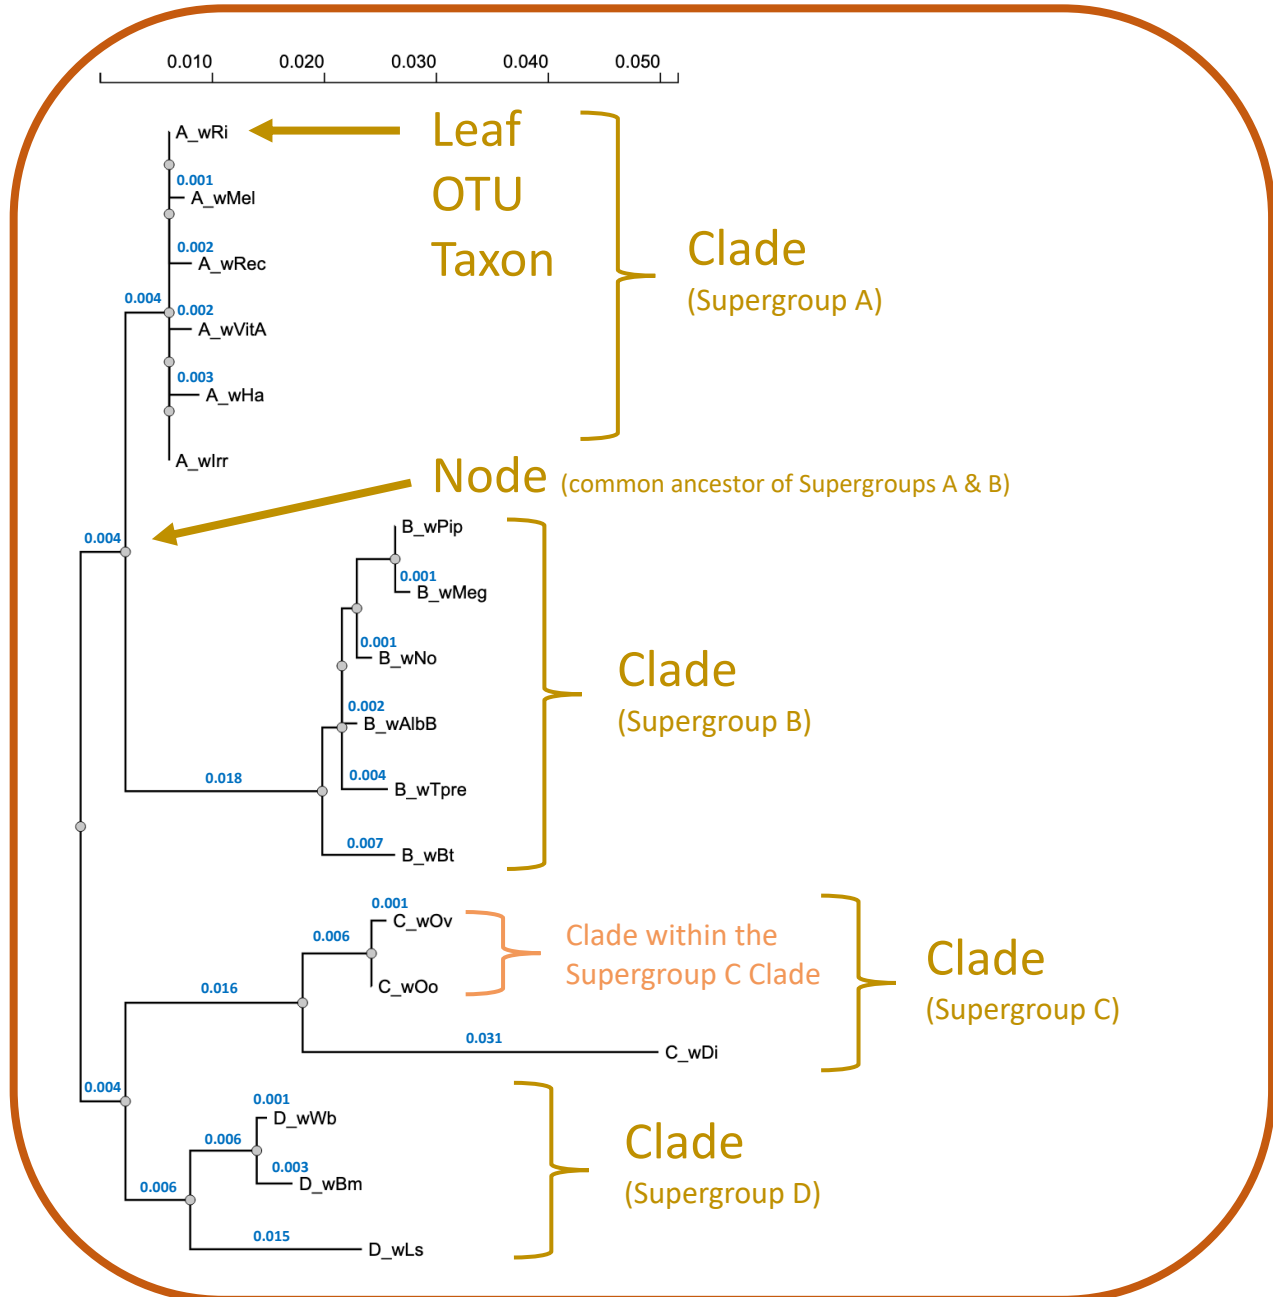 0.010 0.020 0.030 0.040 0.050
A_wRi
Leaf
OTU
Taxon
0.001
A_wMel
0.002
A_wRec
Clade
(Supergroup A)
0.004
0.002
A_wVitA
0.003
A_wHa
A_wIrr
Node (common ancestor of Supergroups A & B)
0.004
B_wPip
0.001
B_wMeg
0.001
B_wNo
Clade
(Supergroup B)
0.002
B_wAlbB
0.018
0.004
B_wTpre
0.007
B_wBt
0.001
C_wOv
0.006
Clade within the
Supergroup C Clade
C_wOo
Clade
(Supergroup C)
0.016
0.031
C_wDi
0.004
0.001
D_wWb
0.006
0.003
D_wBm
Clade
(Supergroup D)
0.006
0.015
D_wLs